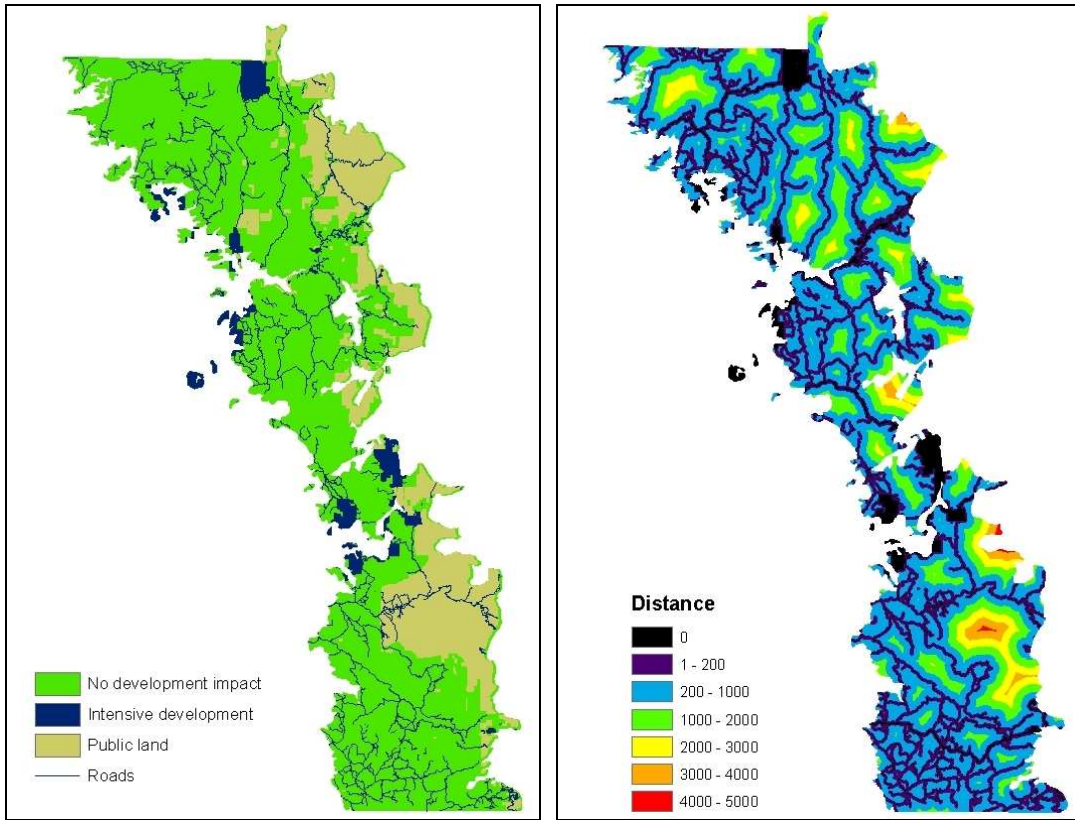 No development impact
Intensive development
Public land
Roads
Distance
0
1 - 200
200 - 1000
1000 - 2000
2000 - 3000
3000 - 4000
4000 - 5000